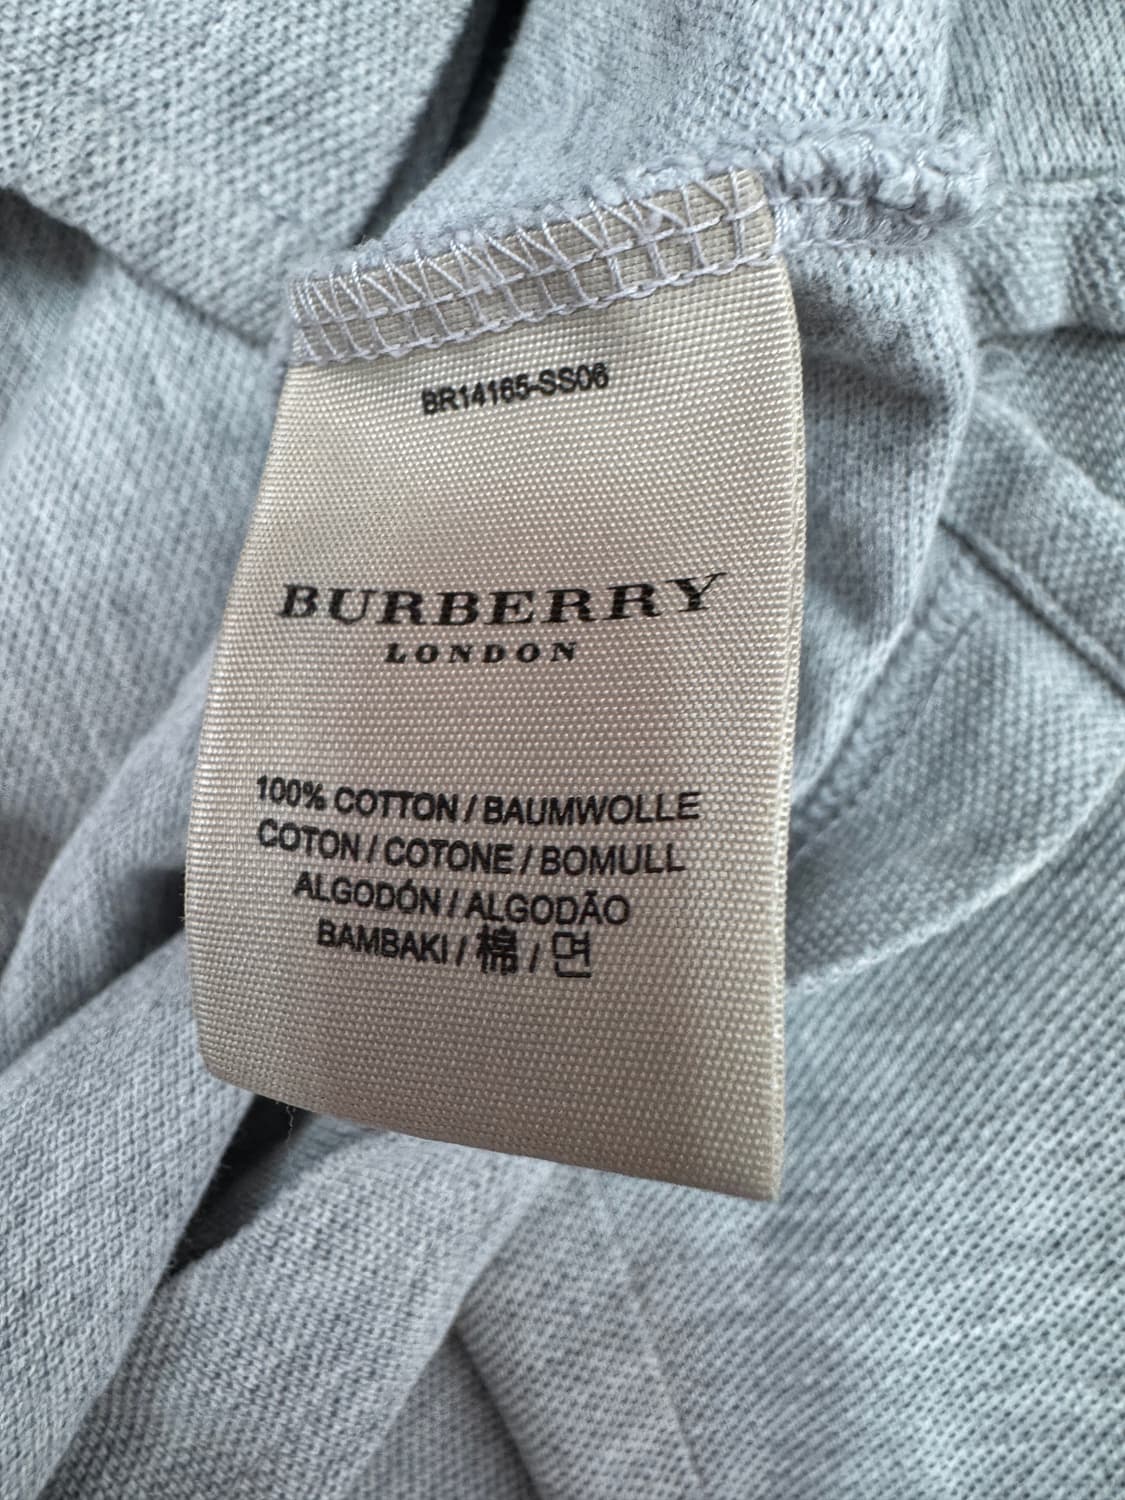 BR14165-SS06
BURBERRY
LONDON
100% COTTON / BAUMWOLLE
COTON / COTONE / BOMULL
ALGODÓN / ALGODÃO
BAMBAKI / 棉 / 면